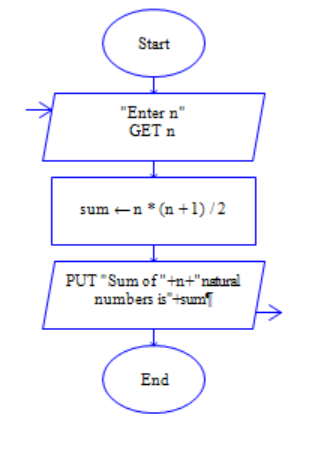 Start
"Enter n"
GET n
sum ← n * (n + 1) / 2
PUT "Sum of "+n+"natural
numbers is"+sum¶
End